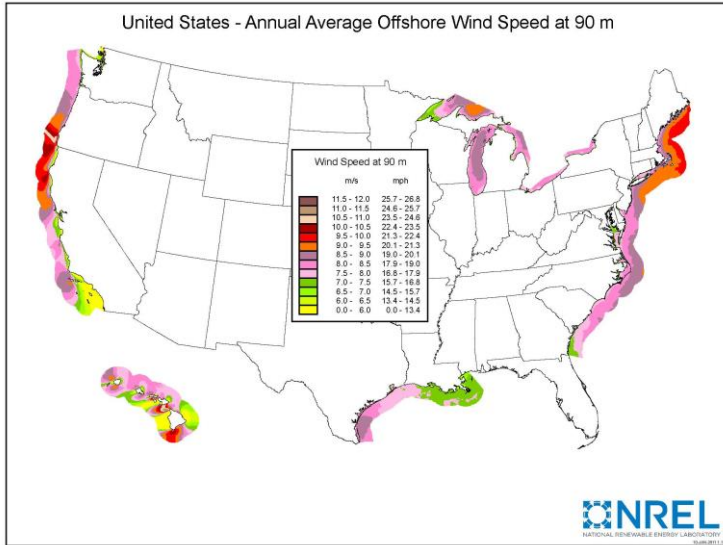 United States - Annual Average Offshore Wind Speed at 90 m
Wind Speed at 90 m
m/s mph
11.5 - 12.0 25.7 - 26.8
11.0 - 11.5 24.6 - 25.7
10.5 - 11.0 23.5 - 24.6
10.0 - 10.5 22.4 - 23.5
9.5 - 10.0 21.3 - 22.4
9.0 - 9.5 20.1 - 21.3
8.5 - 9.0 19.0 - 20.1
8.0 - 8.5 17.9 - 19.0
7.5 - 8.0 16.8 - 17.9
7.0 - 7.5 15.7 - 16.8
6.5 - 7.0 14.5 - 15.7
6.0 - 6.5 13.4 - 14.5
0.0 - 6.0 0.0 - 13.4
NREL
NATIONAL RENEWABLE ENERGY LABORATORY